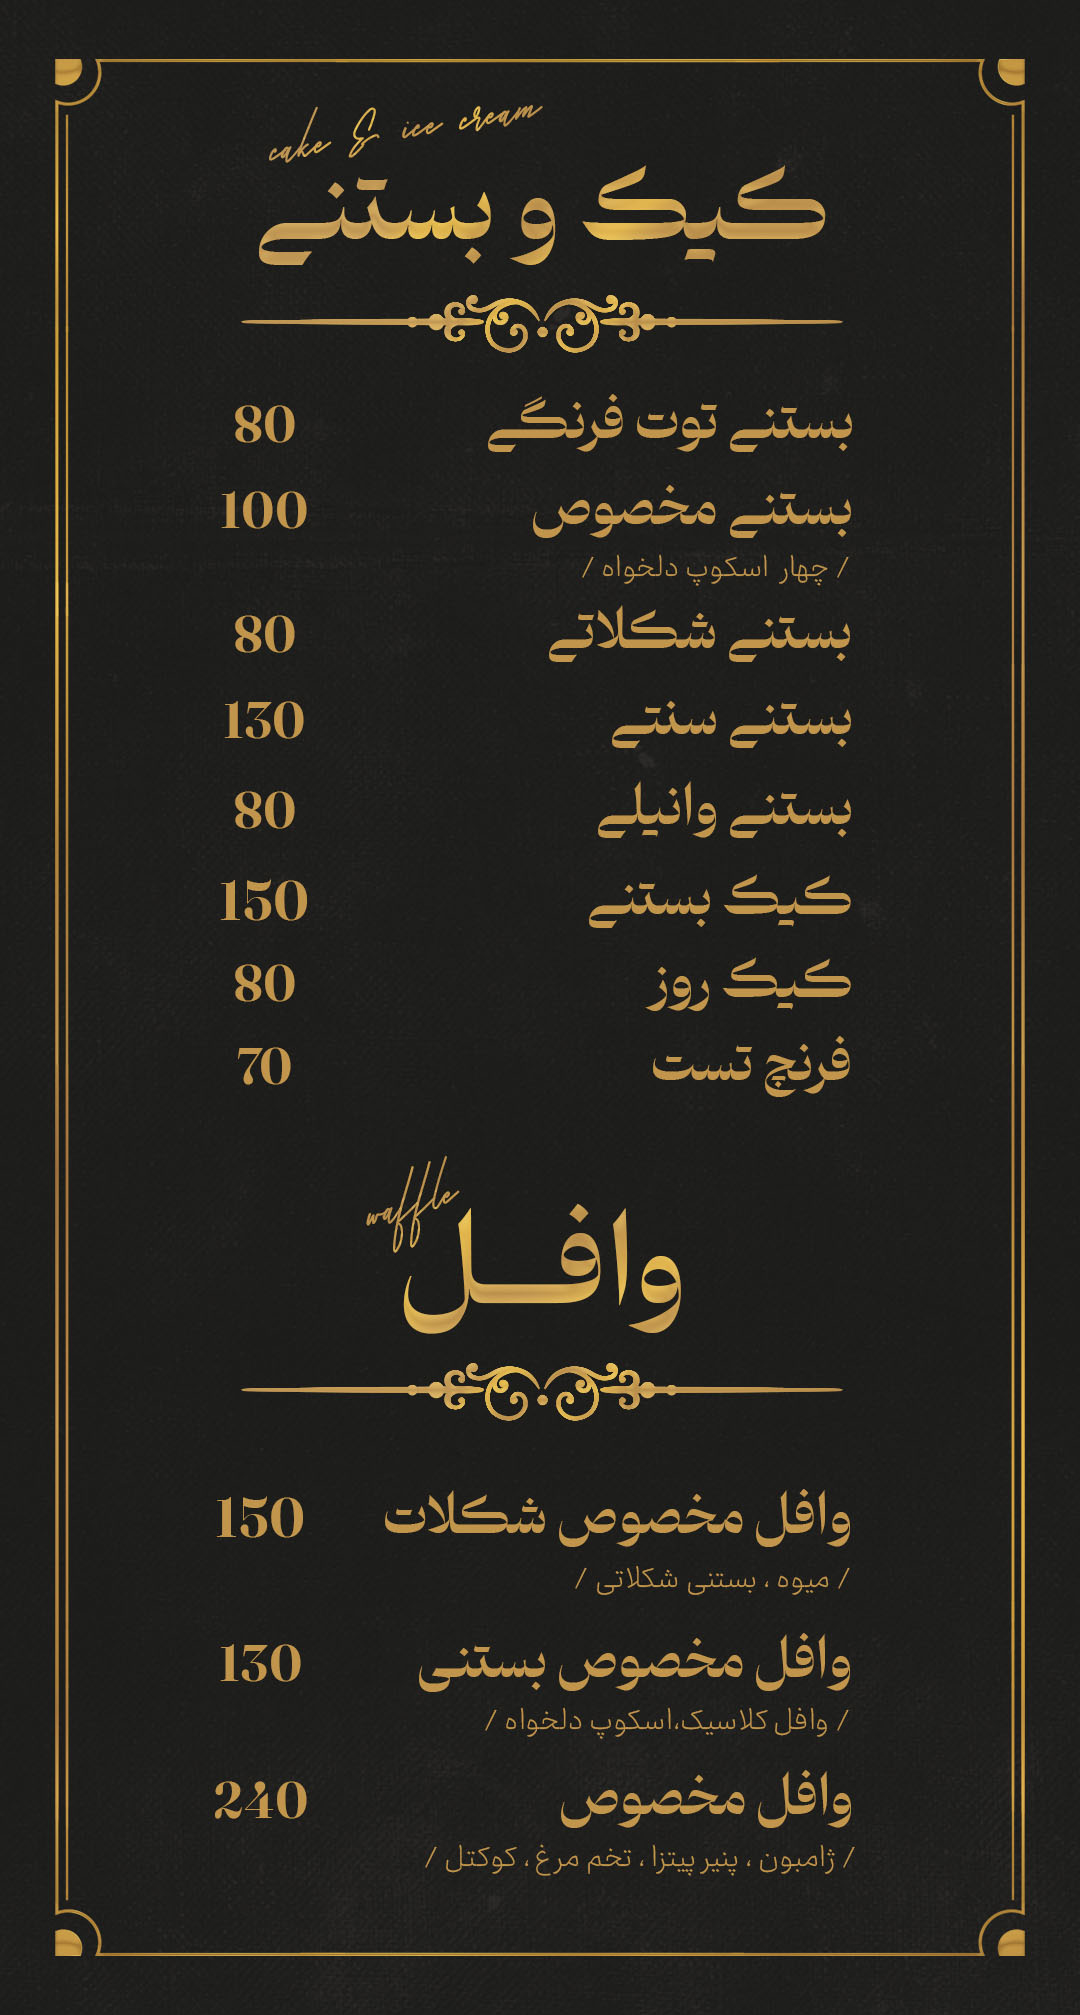 cake & ice cream
کیک و بستنی
بستنی توت فرنگی 80
بستنی مخصوص 100
/ چهار اسکوپ دلخواه /
بستنی شکلاتی 80
بستنی سنتی 130
بستنی وانیلی 80
کیک بستنی 150
کیک روز 80
فرنچ تست 70
waffle
وافل
وافل مخصوص شکلات 150
/ میوه ، بستنی شکلاتی /
وافل مخصوص بستنی 130
/ وافل کلاسیک،اسکوپ دلخواه /
وافل مخصوص 240
/ ژامبون ، پنیر پیتزا ، تخم مرغ ، کوکتل /